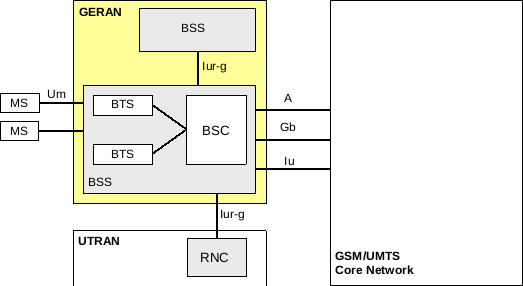 GERAN
BSS
Iur-g
Um
MS
MS
BTS
BTS
BSC
BSS
A
Gb
Iu
Iur-g
UTRAN
RNC
GSM/UMTS
Core Network